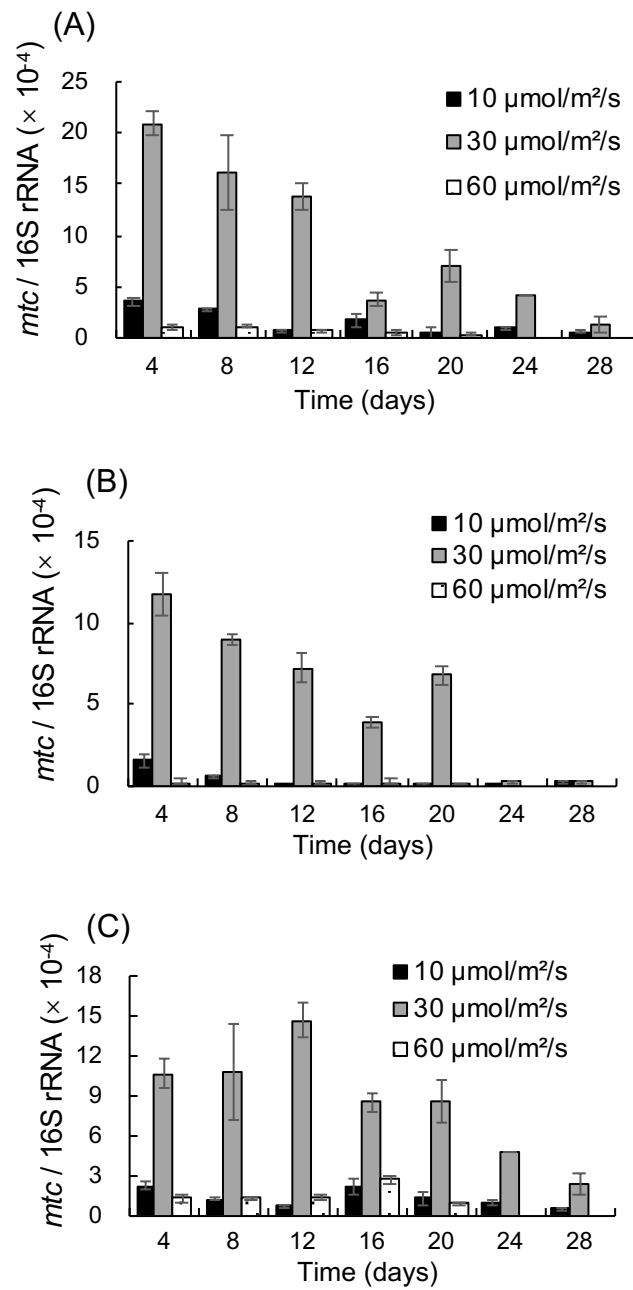 (A)
mtc / 16S rRNA (× 10⁻⁴)
25
20
15
10
5
0
10 µmol/m²/s
30 µmol/m²/s
60 µmol/m²/s
4 8 12 16 20 24 28
Time (days)
(B)
mtc / 16S rRNA (× 10⁻⁴)
15
10
5
0
10 µmol/m²/s
30 µmol/m²/s
60 µmol/m²/s
4 8 12 16 20 24 28
Time (days)
(C)
mtc / 16S rRNA (× 10⁻⁴)
18
15
12
9
6
3
0
10 µmol/m²/s
30 µmol/m²/s
60 µmol/m²/s
4 8 12 16 20 24 28
Time (days)